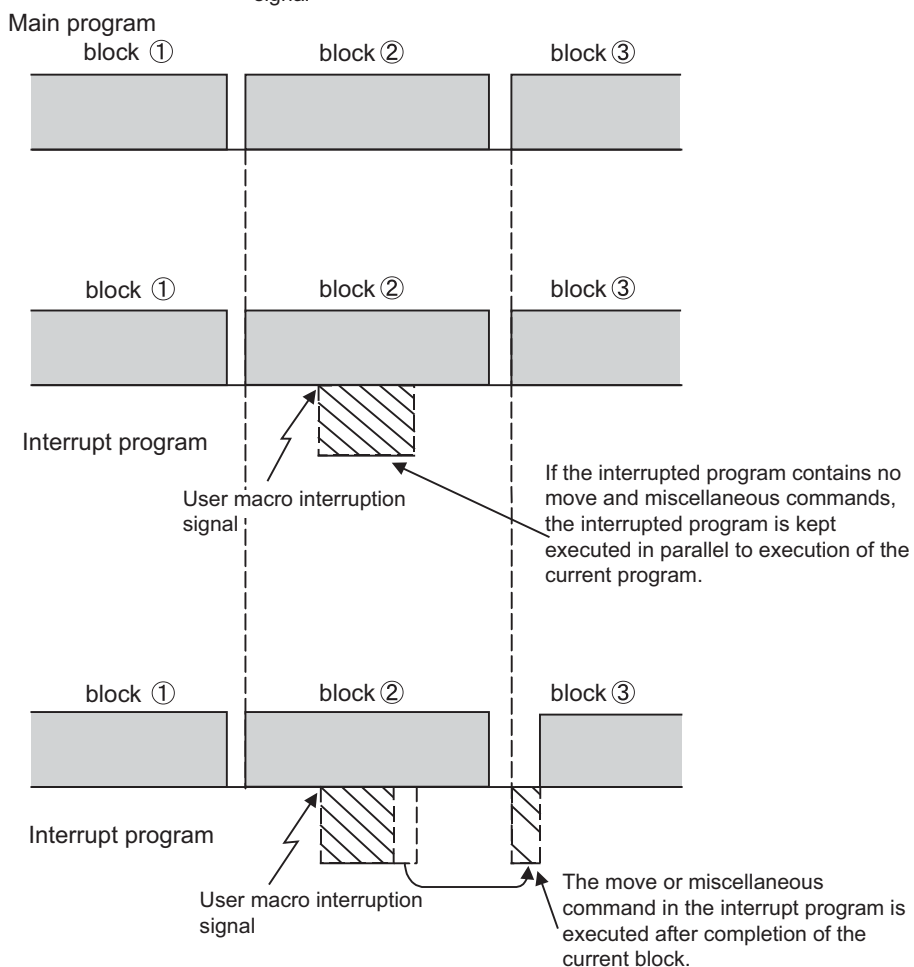 signal
Main program
block ①
block ②
block ③
block ①
block ②
block ③
Interrupt program
User macro interruption
signal
If the interrupted program contains no
move and miscellaneous commands,
the interrupted program is kept
executed in parallel to execution of the
current program.
block ①
block ②
block ③
Interrupt program
User macro interruption
signal
The move or miscellaneous
command in the interrupt program is
executed after completion of the
current block.